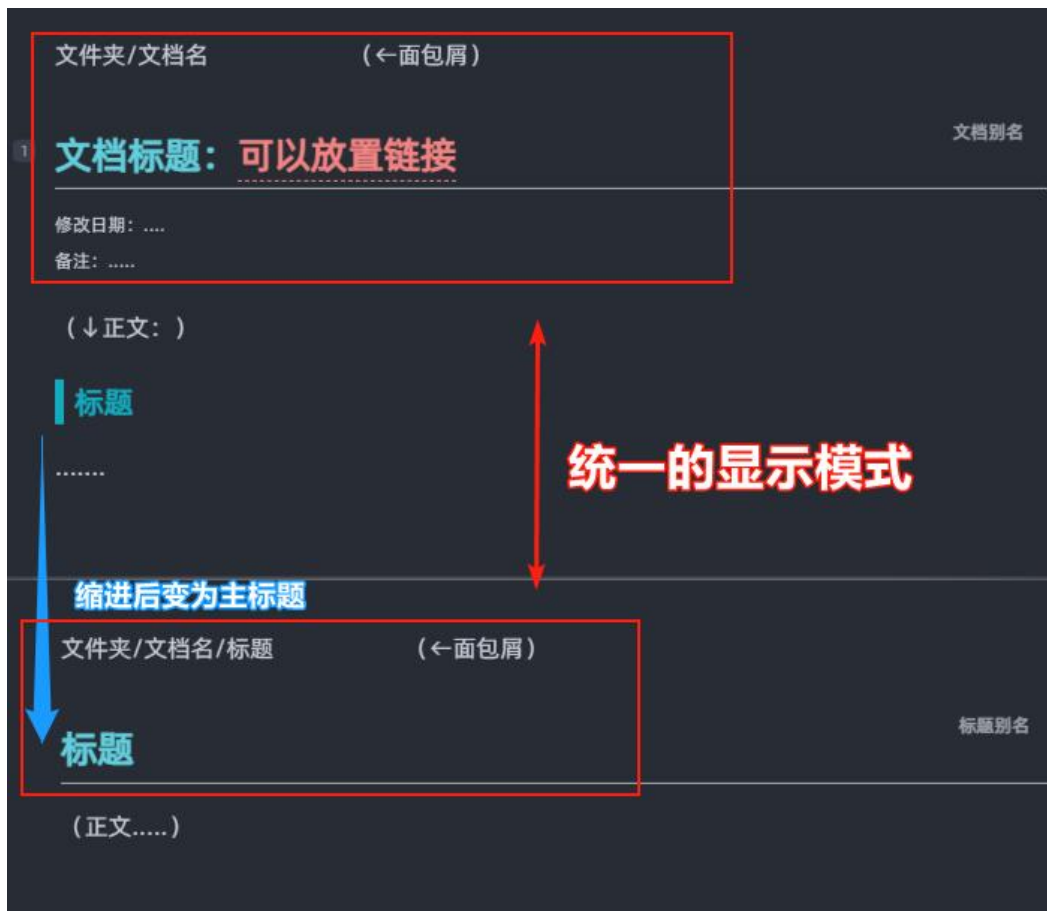 文件夹/文档名 (←面包屑)
文档别名
1 文档标题：可以放置链接
修改日期：....
备注：.....
(↓正文：)
标题
.......
统一的显示模式
缩进后变为主标题
文件夹/文档名/标题 (←面包屑)
标题别名
标题
(正文.....)